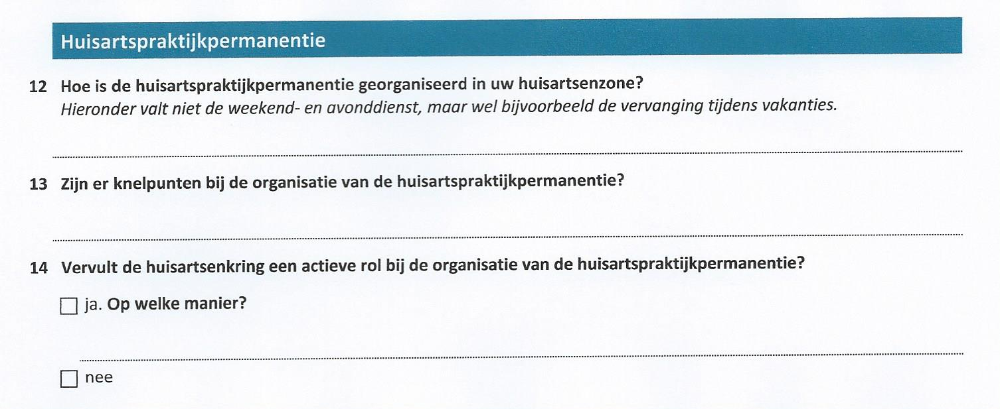 Huisartspraktijkpermanentie
12 Hoe is de huisartspraktijkpermanentie georganiseerd in uw huisartsenzone?
Hieronder valt niet de weekend- en avonddienst, maar wel bijvoorbeeld de vervanging tijdens vakanties.
13 Zijn er knelpunten bij de organisatie van de huisartspraktijkpermanentie?
14 Vervult de huisartsenkring een actieve rol bij de organisatie van de huisartspraktijkpermanentie?
ja. Op welke manier?
nee